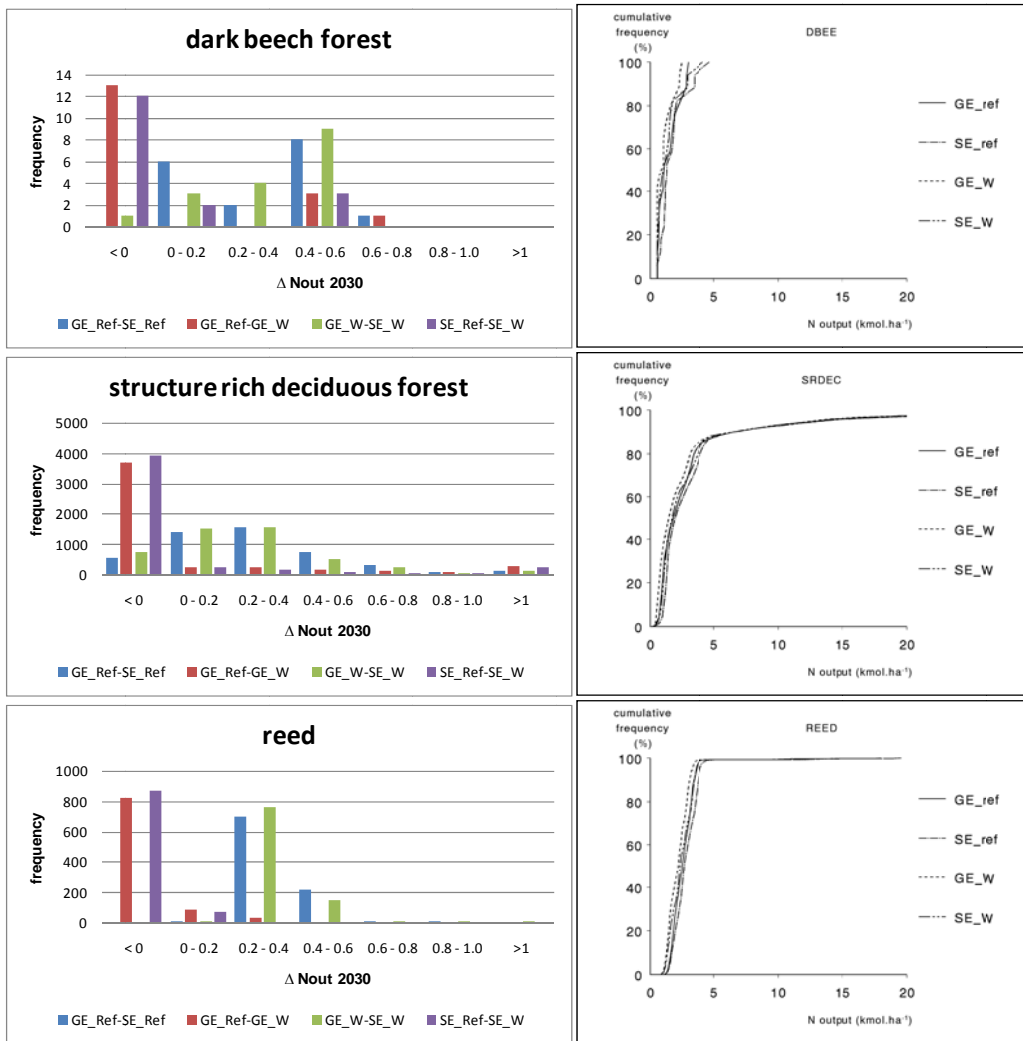 dark beech forest
frequency
14
12
10
8
6
4
2
0
< 0 0 - 0.2 0.2 - 0.4 0.4 - 0.6 0.6 - 0.8 0.8 - 1.0 >1
Δ Nout 2030
GE_Ref-SE_Ref GE_Ref-GE_W GE_W-SE_W SE_Ref-SE_W
cumulative
frequency
(%)
DBEE
100
80
60
40
20
0
0 5 10 15 20
N output (kmol.ha⁻¹)
GE_ref
SE_ref
GE_W
SE_W
structure rich deciduous forest
frequency
5000
4000
3000
2000
1000
0
< 0 0 - 0.2 0.2 - 0.4 0.4 - 0.6 0.6 - 0.8 0.8 - 1.0 >1
Δ Nout 2030
GE_Ref-SE_Ref GE_Ref-GE_W GE_W-SE_W SE_Ref-SE_W
cumulative
frequency
(%)
SRDEC
100
80
60
40
20
0
0 5 10 15 20
N output (kmol.ha⁻¹)
GE_ref
SE_ref
GE_W
SE_W
reed
frequency
1000
800
600
400
200
0
< 0 0 - 0.2 0.2 - 0.4 0.4 - 0.6 0.6 - 0.8 0.8 - 1.0 >1
Δ Nout 2030
GE_Ref-SE_Ref GE_Ref-GE_W GE_W-SE_W SE_Ref-SE_W
cumulative
frequency
(%)
REED
100
80
60
40
20
0
0 5 10 15 20
N output (kmol.ha⁻¹)
GE_ref
SE_ref
GE_W
SE_W